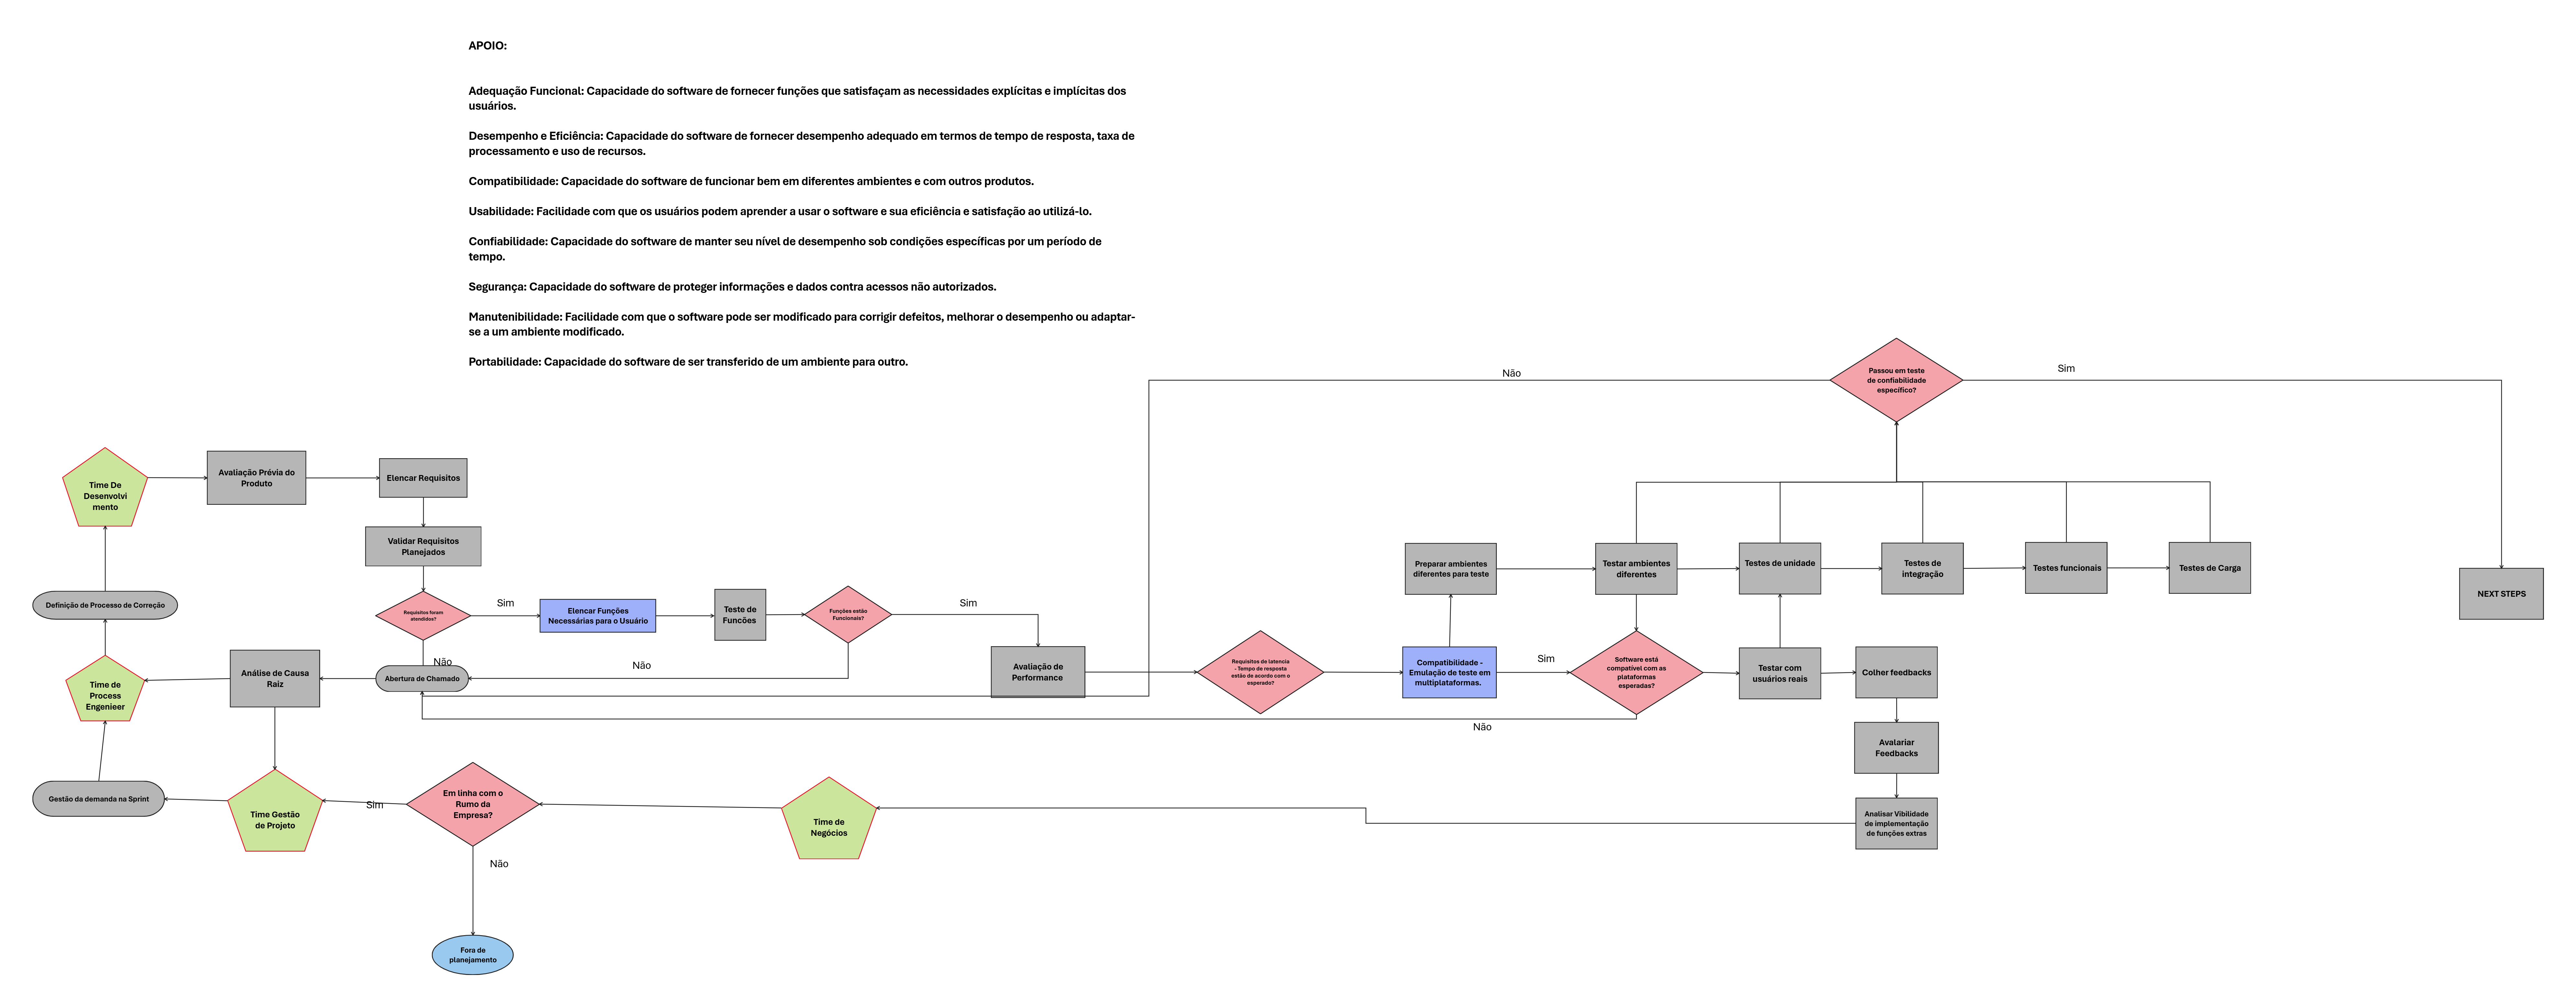 APOIO:
Adequação Funcional: Capacidade do software de fornecer funções que satisfaçam as necessidades explícitas e implícitas dos
usuários.
Desempenho e Eficiência: Capacidade do software de fornecer desempenho adequado em termos de tempo de resposta, taxa de
processamento e uso de recursos.
Compatibilidade: Capacidade do software de funcionar bem em diferentes ambientes e com outros produtos.
Usabilidade: Facilidade com que os usuários podem aprender a usar o software e sua eficiência e satisfação ao utilizá-lo.
Confiabilidade: Capacidade do software de manter seu nível de desempenho sob condições específicas por um período de
tempo.
Segurança: Capacidade do software de proteger informações e dados contra acessos não autorizados.
Manutenibilidade: Facilidade com que o software pode ser modificado para corrigir defeitos, melhorar o desempenho ou adaptar-
se a um ambiente modificado.
Portabilidade: Capacidade do software de ser transferido de um ambiente para outro.
Não
Passou em teste
de confiabilidade
específico?
Sim
Time De
Desenvolvi
mento
Avaliação Prévia do
Produto
Elencar Requisitos
Validar Requisitos
Planejados
Requisitos foram
atendidos?
Sim
Elencar Funções
Necessárias para o Usuário
Teste de
Funcões
Funções estão
Funcionais?
Sim
Não
Não
Definição de Processo de Correção
Time de
Process
Engenieer
Análise de Causa
Raiz
Abertura de Chamado
Avaliação de
Performance
Requisitos de latencia
- Tempo de resposta
estão de acordo com o
esperado?
Preparar ambientes
diferentes para teste
Testar ambientes
diferentes
Testes de unidade
Testes de
integração
Testes funcionais
Testes de Carga
NEXT STEPS
Compatibilidade -
Emulação de teste em
multiplataformas.
Sim
Software está
compatível com as
plataformas
esperadas?
Testar com
usuários reais
Colher feedbacks
Não
Avalariar
Feedbacks
Analisar Vibilidade
de implementação
de funções extras
Gestão da demanda na Sprint
Time Gestão
de Projeto
Sim
Em linha com o
Rumo da
Empresa?
Time de
Negócios
Não
Fora de
planejamento